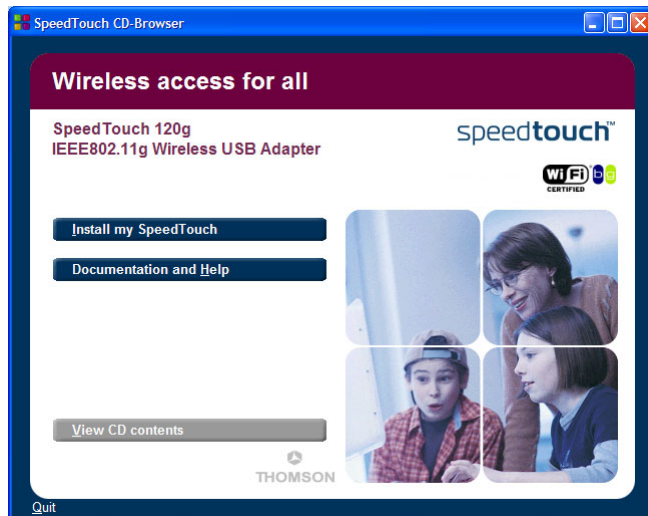 SpeedTouch CD-Browser
Wireless access for all
SpeedTouch 120g
IEEE802.11g Wireless USB Adapter
speedtouch™
Wi Fi b g
CERTIFIED
Install my SpeedTouch
Documentation and Help
View CD contents
THOMSON
Quit